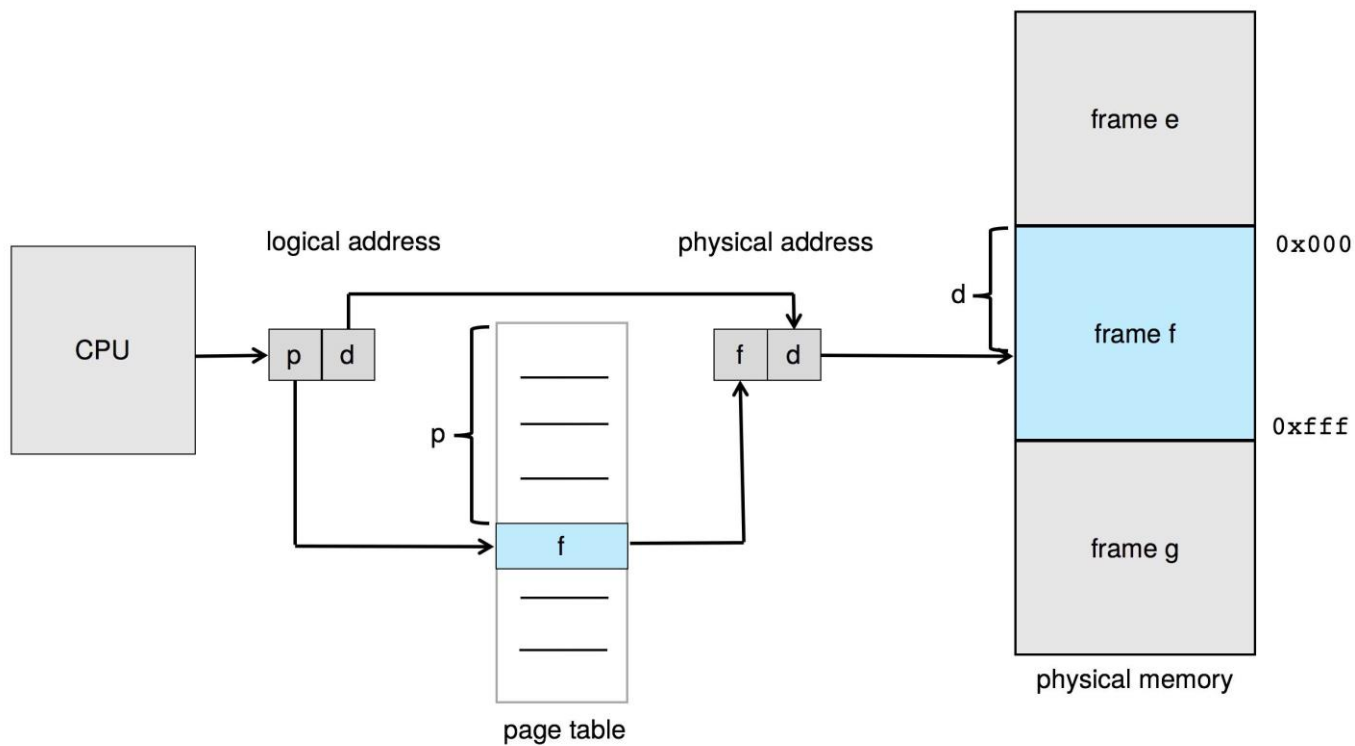 frame e
logical address
physical address
0x000
d
CPU
p
d
f
d
frame f
p
0xfff
f
frame g
physical memory
page table